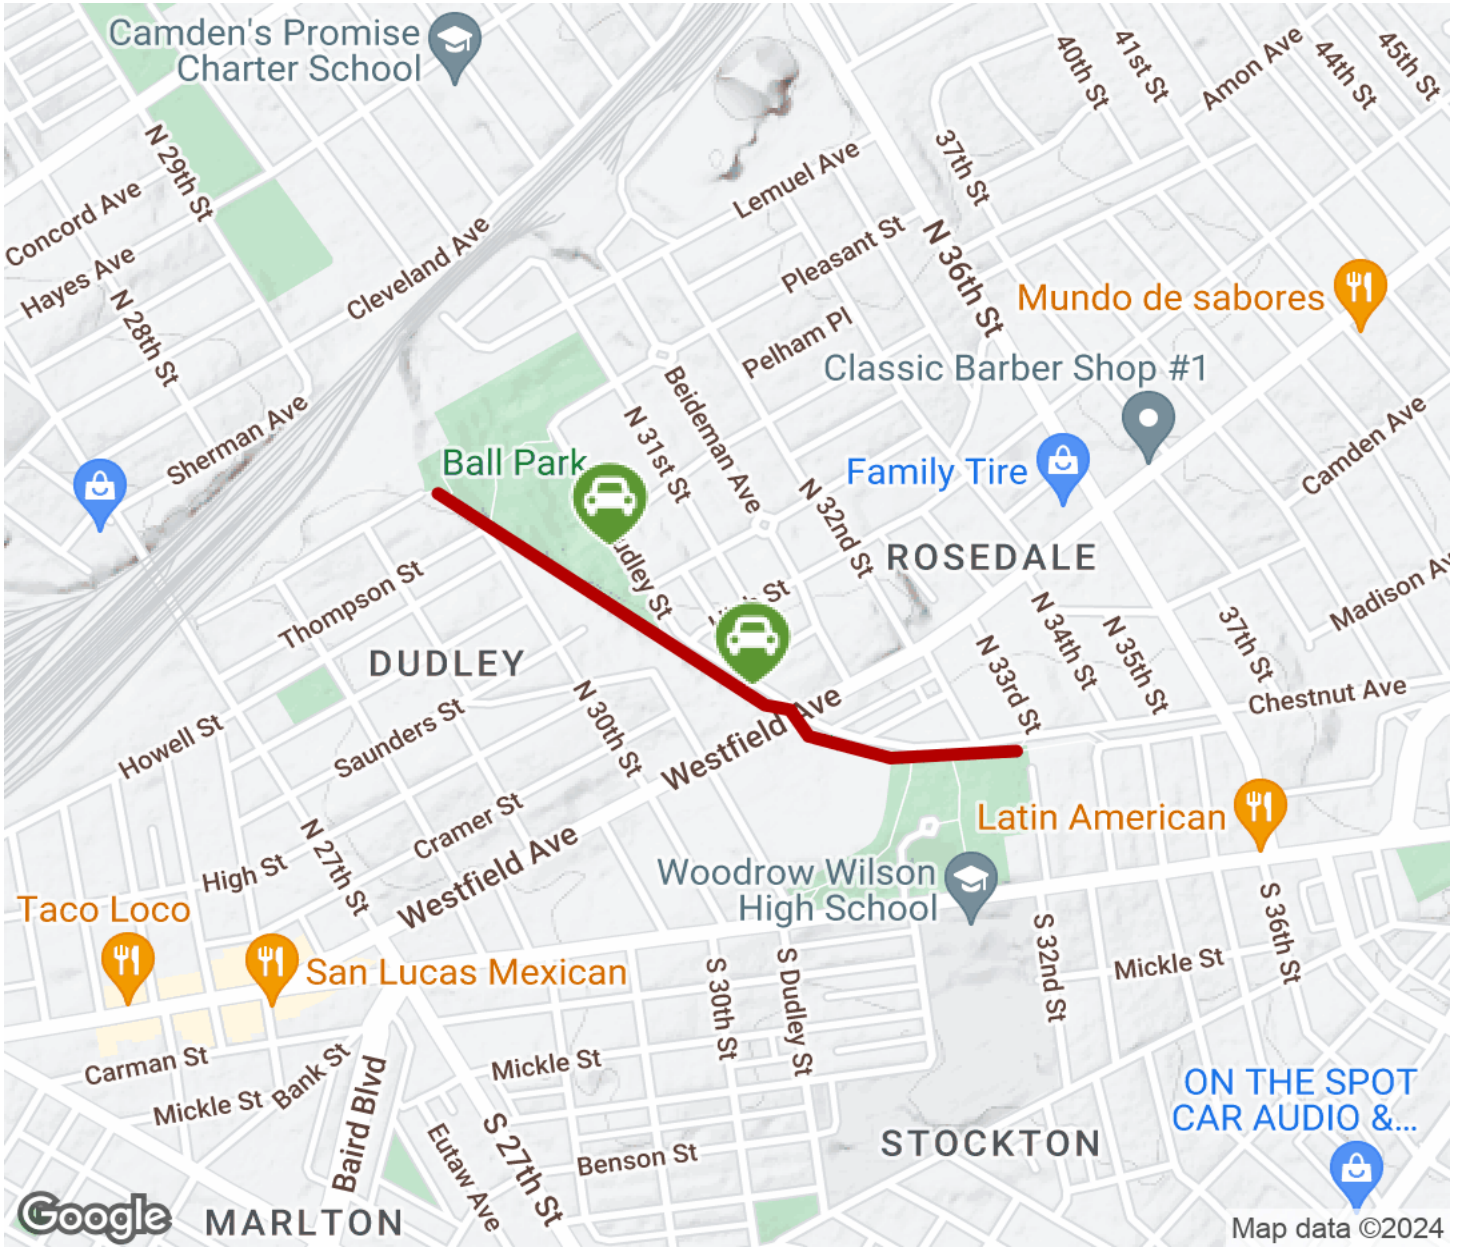 Camden's Promise
Charter School
40th St
41st St
Amon Ave
44th St
45th St
N 29th St
37th St
Lemuel Ave
Concord Ave
Hayes Ave
Cleveland Ave
Pleasant St
N 36th St
N 28th St
Mundo de sabores
Pelham Pl
Classic Barber Shop #1
Beideman Ave
Sherman Ave
N 31st St
Camden Ave
Ball Park
Family Tire
N 32nd St
ROSEDALE
Thompson St
Madison Av
N 34th St
N 35th St
37th St
DUDLEY
N 33rd St
Chestnut Ave
N 30th St
Howell St
Saunders St
Westfield Ave
Cramer St
Latin American
N 27th St
High St
Westfield Ave
Woodrow Wilson
High School
Taco Loco
San Lucas Mexican
S 36th St
S 32nd St
Mickle St
S 30th St
S Dudley St
Carman St
Bank St
Mickle St
Mickle St
Baird Blvd
ON THE SPOT
CAR AUDIO &...
S 27th St
Eutaw Ave
Benson St
STOCKTON
Google
MARLTON
Map data ©2024